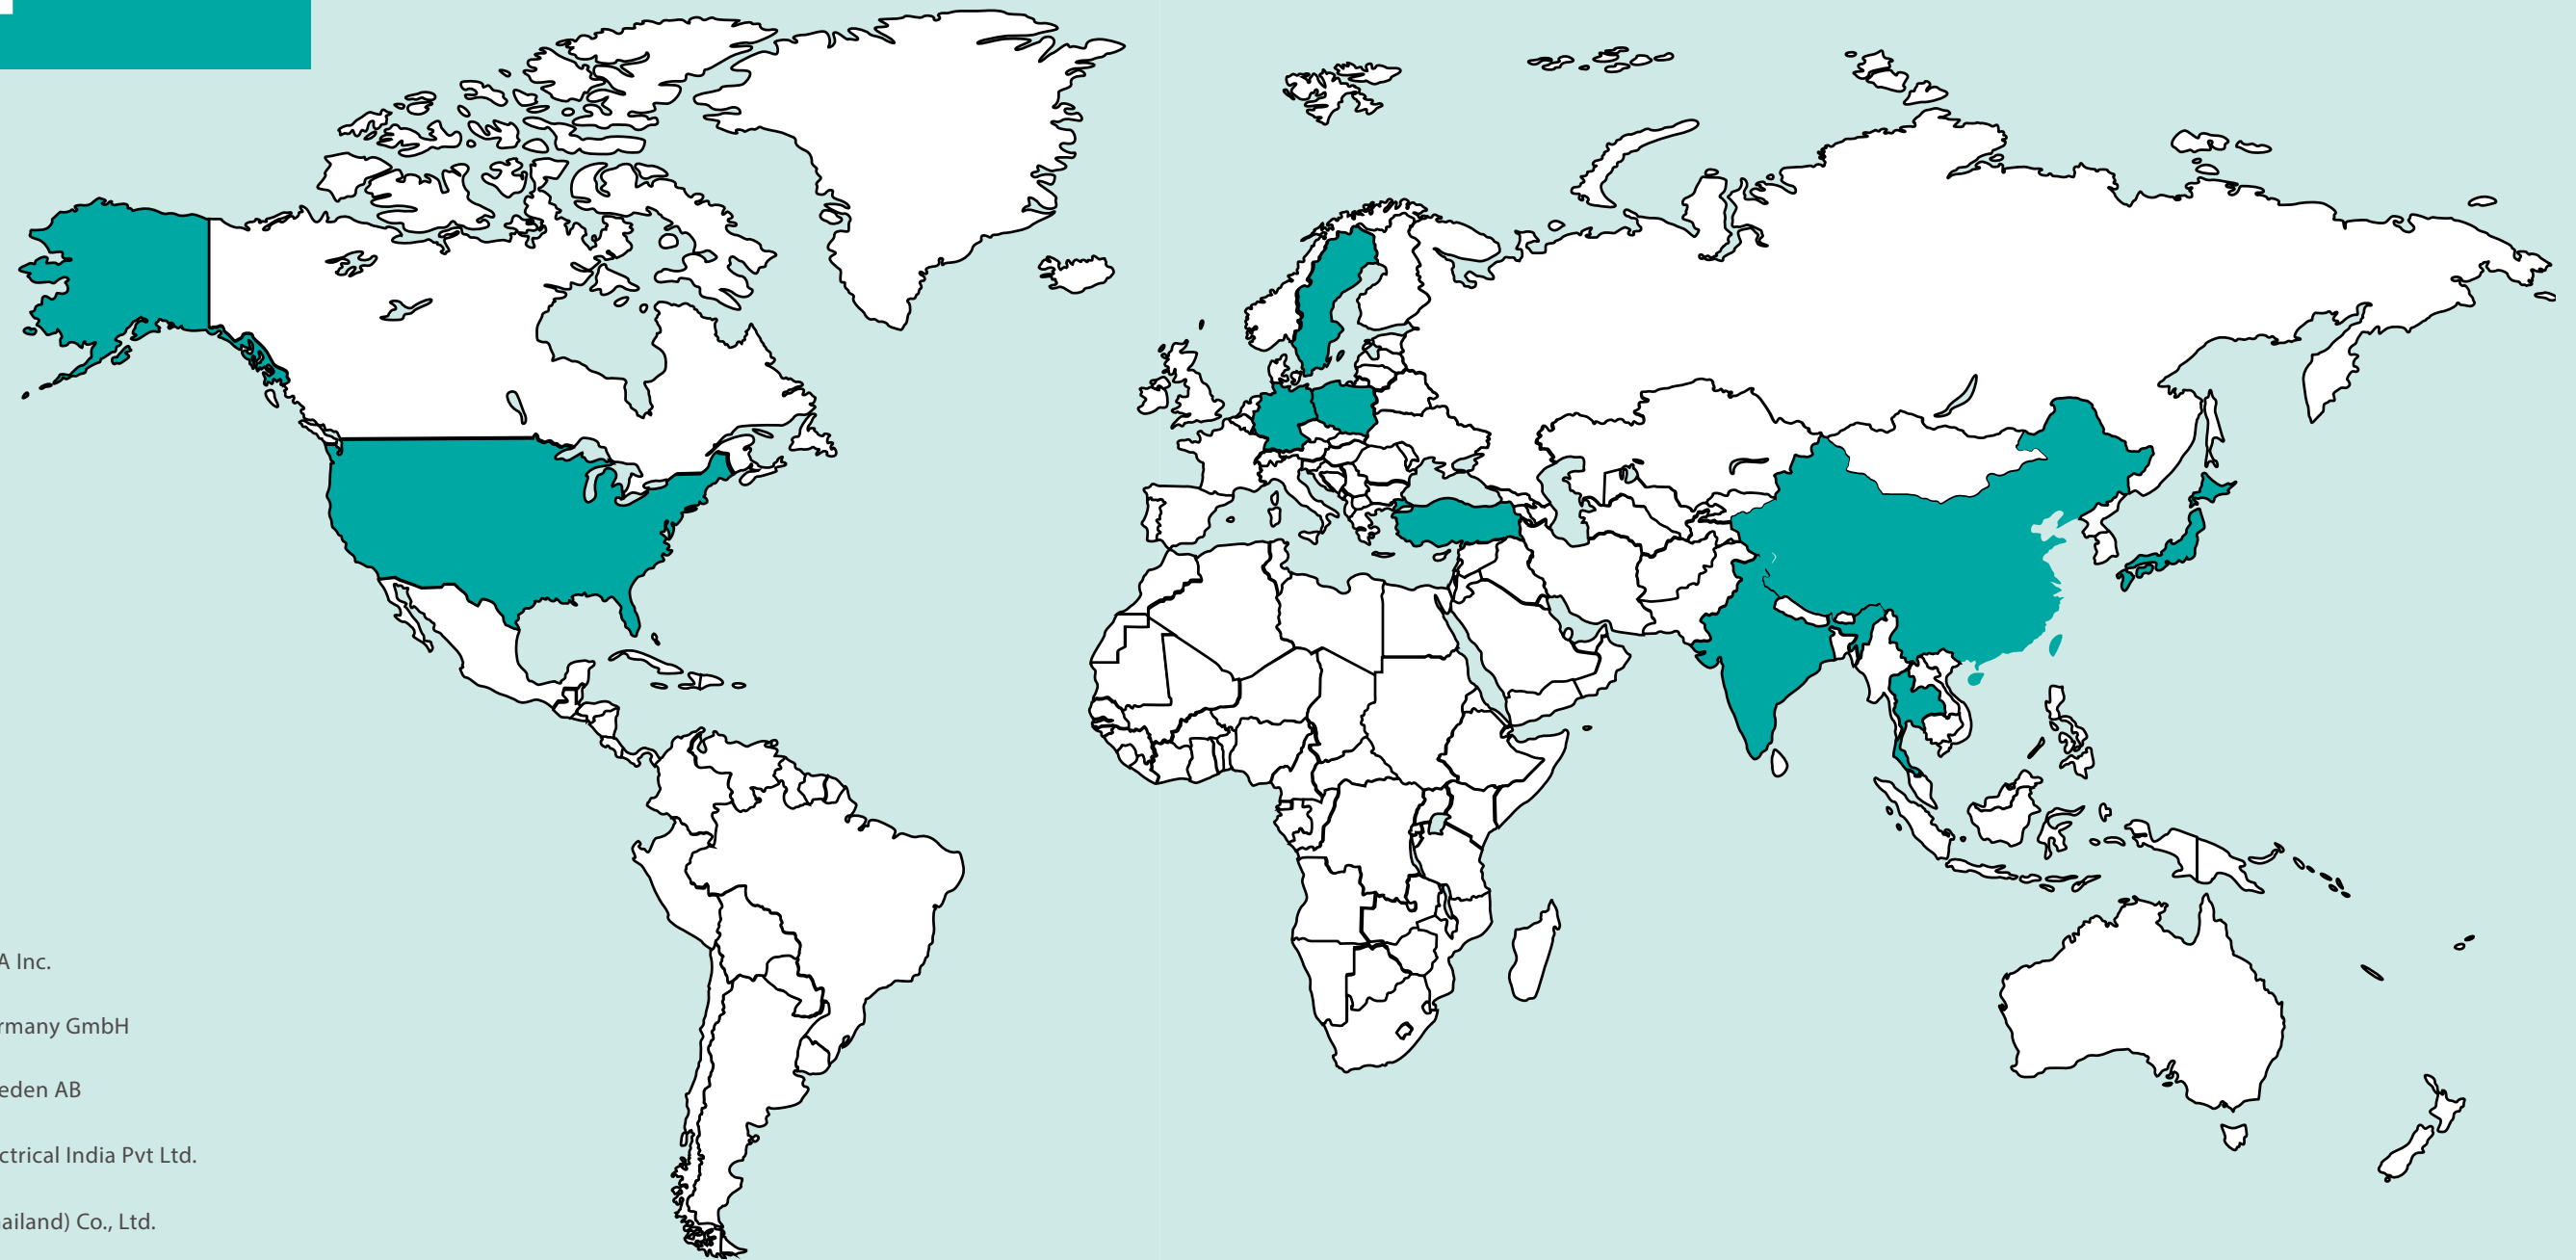 A Inc.
rmany GmbH
eden AB
ctrical India Pvt Ltd.
ailand) Co., Ltd.